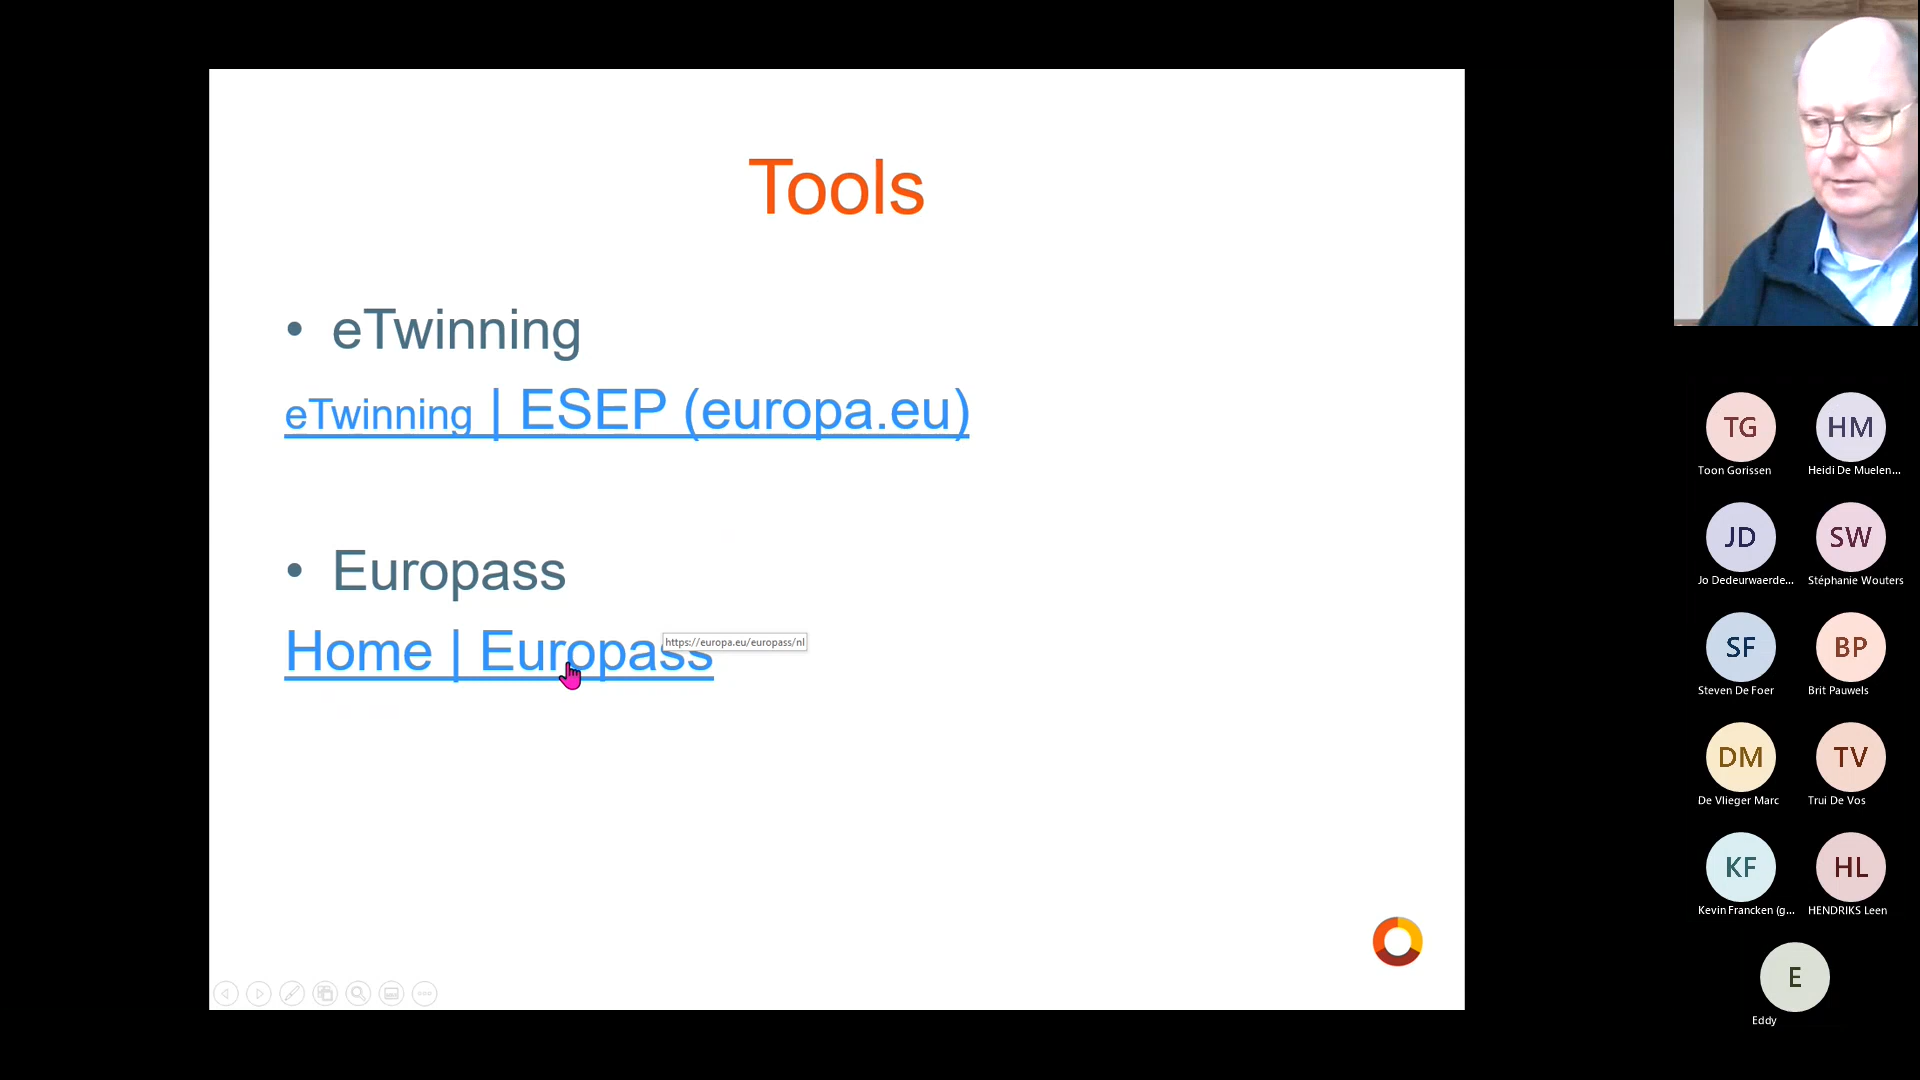 Tools
• eTwinning
eTwinning | ESEP (europa.eu)
• Europass
Home | Europass
https://europa.eu/europass/nl
TG
HM
Toon Gorissen
Heidi De Muelen...
JD
SW
Jo Dedeurwaerde...
Stéphanie Wouters
SF
BP
Steven De Foer
Brit Pauwels
DM
TV
De Vlieger Marc
Trui De Vos
KF
HL
Kevin Francken (g...
HENDRIKS Leen
E
Eddy